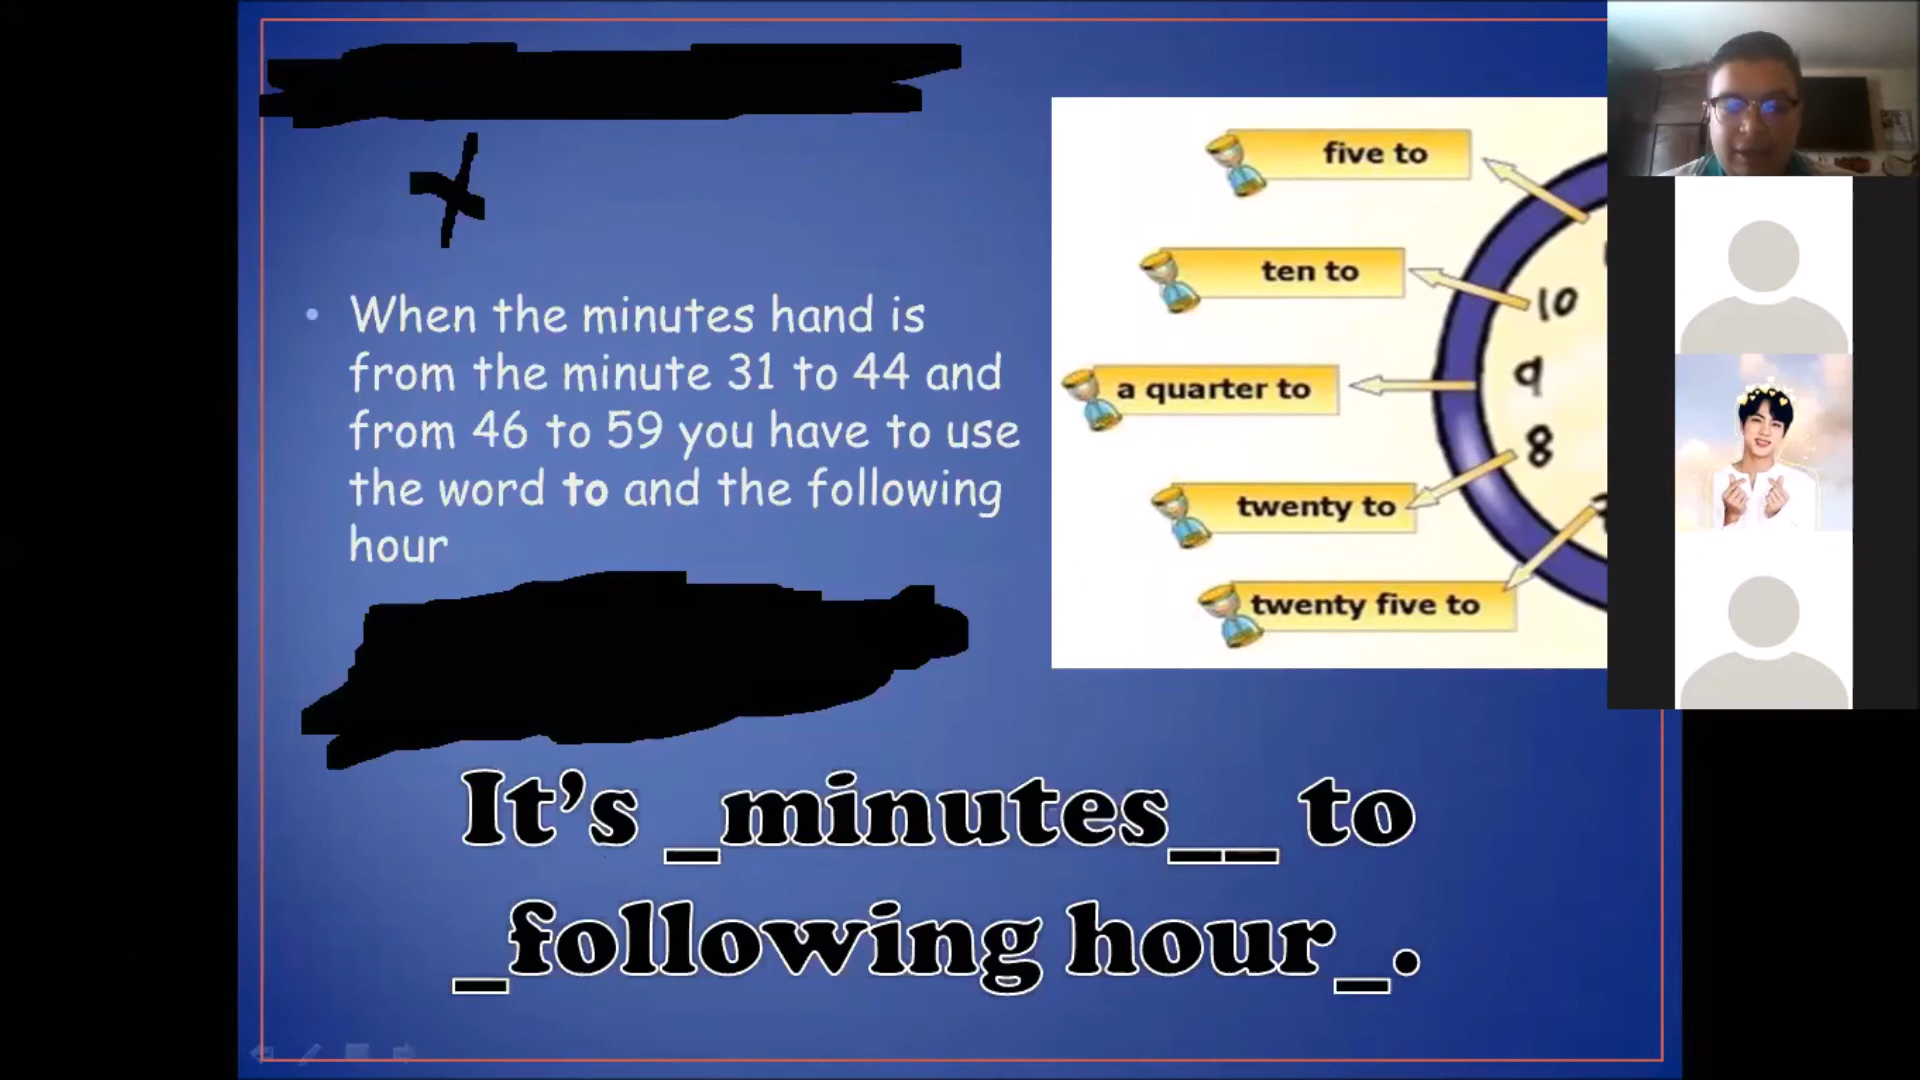 When the minutes hand is
from the minute 31 to 44 and
from 46 to 59 you have to use
the word to and the following
hour
five to
ten to
a quarter to
twenty to
twenty five to
10
9
8
It's _minutes__ to
_following hour_.